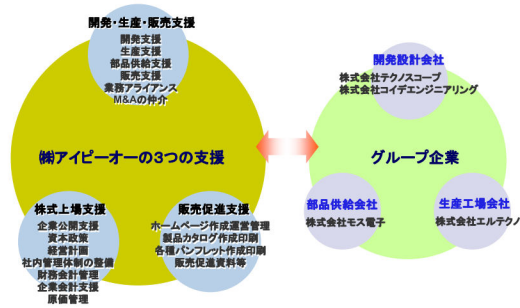 開発・生産・販売支援
開発支援
生産支援
部品供給支援
販売支援
業務アライアンス
M&Aの仲介
㈱アイピーオーの3つの支援
株式上場支援
企業公開支援
資本政策
経営計画
社内管理体制の整備
財務会計管理
企業会計支援
原価管理
販売促進支援
ホームページ作成運営管理
製品カタログ作成印刷
各種パンフレット作成印刷
販売促進資料等
開発設計会社
株式会社テクノスコープ
株式会社コイデエンジニアリング
グループ企業
部品供給会社
株式会社モス電子
生産工場会社
株式会社エルテクノ